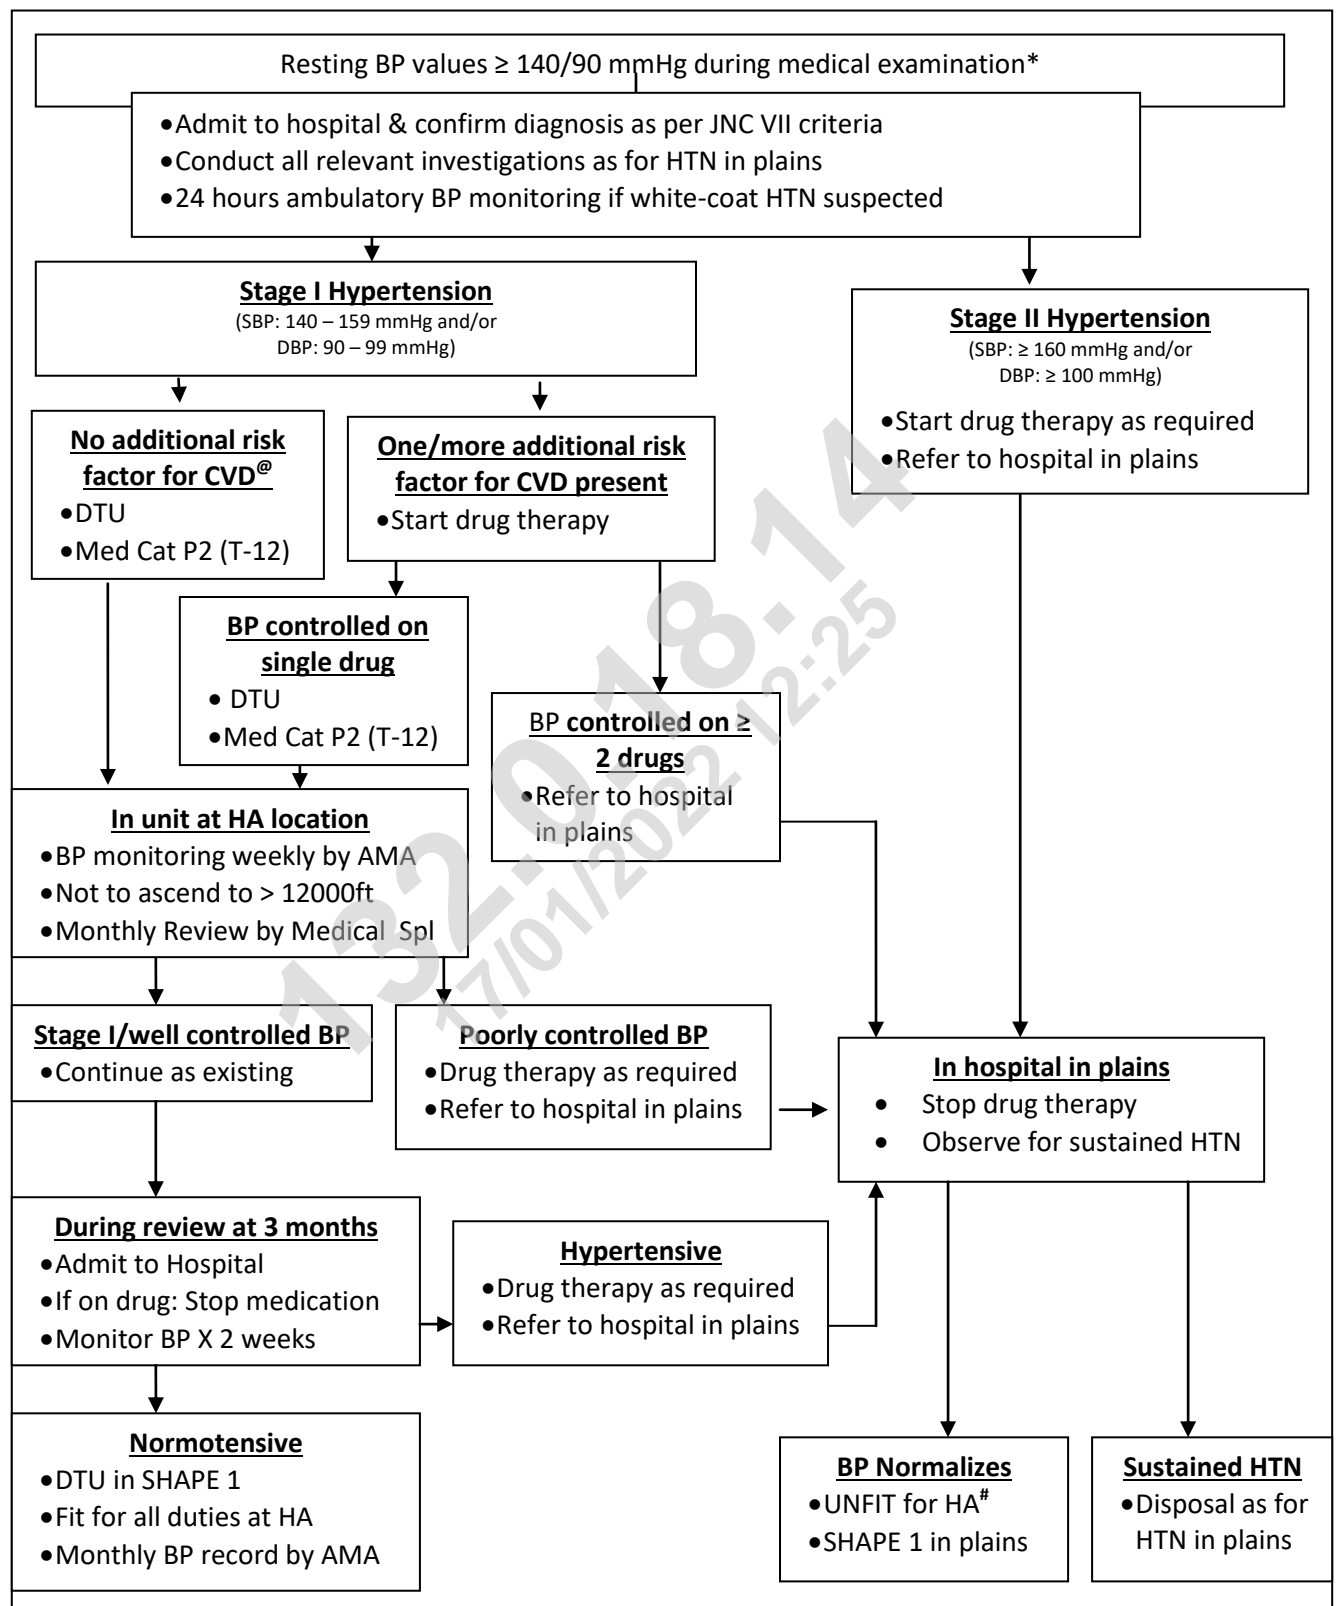 Resting BP values ≥ 140/90 mmHg during medical examination*
•Admit to hospital & confirm diagnosis as per JNC VII criteria
•Conduct all relevant investigations as for HTN in plains
•24 hours ambulatory BP monitoring if white-coat HTN suspected
Stage I Hypertension
(SBP: 140 – 159 mmHg and/or
DBP: 90 – 99 mmHg)
Stage II Hypertension
(SBP: ≥ 160 mmHg and/or
DBP: ≥ 100 mmHg)
•Start drug therapy as required
•Refer to hospital in plains
No additional risk
factor for CVD@
•DTU
•Med Cat P2 (T-12)
One/more additional risk
factor for CVD present
•Start drug therapy
BP controlled on
single drug
• DTU
•Med Cat P2 (T-12)
BP controlled on ≥
2 drugs
•Refer to hospital
in plains
In unit at HA location
•BP monitoring weekly by AMA
•Not to ascend to > 12000ft
•Monthly Review by Medical Spl
Stage I/well controlled BP
•Continue as existing
Poorly controlled BP
•Drug therapy as required
•Refer to hospital in plains
In hospital in plains
• Stop drug therapy
• Observe for sustained HTN
During review at 3 months
•Admit to Hospital
•If on drug: Stop medication
•Monitor BP X 2 weeks
Hypertensive
•Drug therapy as required
•Refer to hospital in plains
Normotensive
•DTU in SHAPE 1
•Fit for all duties at HA
•Monthly BP record by AMA
BP Normalizes
•UNFIT for HA#
•SHAPE 1 in plains
Sustained HTN
•Disposal as for
HTN in plains
132.0.18.14
17/01/2022 12:25